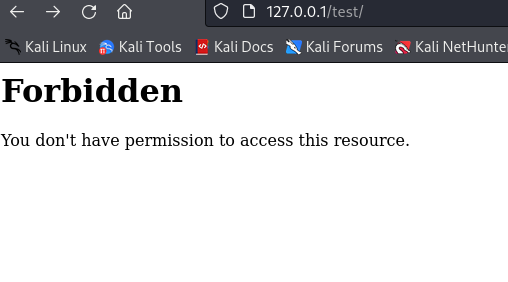 127.0.0.1/test/
Kali Linux Kali Tools Kali Docs Kali Forums Kali NetHunte
Forbidden
You don't have permission to access this resource.